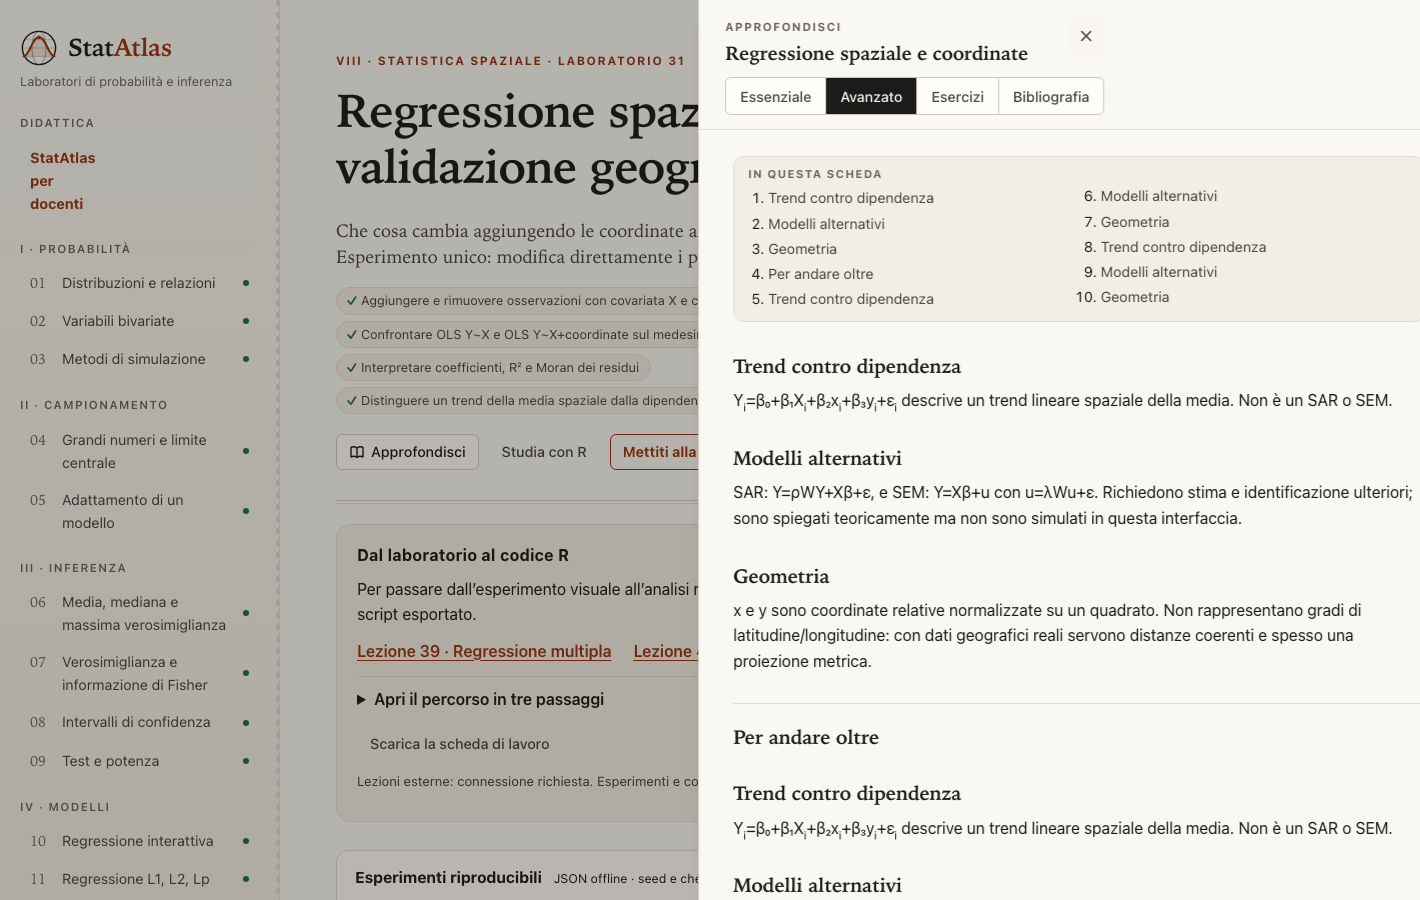 StatAtlas
Laboratori di probabilità e inferenza
DIDATTICA
StatAtlas
per
docenti
I · PROBABILITÀ
01 Distribuzioni e relazioni
02 Variabili bivariate
03 Metodi di simulazione
II · CAMPIONAMENTO
04 Grandi numeri e limite
centrale
05 Adattamento di un
modello
III · INFERENZA
06 Media, mediana e
massima verosimiglianza
07 Verosimiglianza e
informazione di Fisher
08 Intervalli di confidenza
09 Test e potenza
IV · MODELLI
10 Regressione interattiva
11 Regressione L1, L2, Lp
VIII · STATISTICA SPAZIALE · LABORATORIO 31
Regressione spaz
validazione geogr
Che cosa cambia aggiungendo le coordinate a
Esperimento unico: modifica direttamente i p
Aggiungere e rimuovere osservazioni con covariata X e c
Confrontare OLS Y~X e OLS Y~X+coordinate sul medesi
Interpretare coefficienti, R² e Moran dei residui
Distinguere un trend della media spaziale dalla dipenden
Approfondisci Studia con R Mettiti alla
Dal laboratorio al codice R
Per passare dall’esperimento visuale all’analisi r
script esportato.
Lezione 39 · Regressione multipla Lezione
▶ Apri il percorso in tre passaggi
Scarica la scheda di lavoro
Lezioni esterne: connessione richiesta. Esperimenti e co
Esperimenti riproducibili JSON offline · seed e che
APPROFONDISCI
Regressione spaziale e coordinate
×
Essenziale Avanzato Esercizi Bibliografia
IN QUESTA SCHEDA
1. Trend contro dipendenza
2. Modelli alternativi
3. Geometria
4. Per andare oltre
5. Trend contro dipendenza
6. Modelli alternativi
7. Geometria
8. Trend contro dipendenza
9. Modelli alternativi
10. Geometria
Trend contro dipendenza
Yᵢ=β₀+β₁Xᵢ+β₂xᵢ+β₃yᵢ+εᵢ descrive un trend lineare spaziale della media. Non è un SAR o SEM.
Modelli alternativi
SAR: Y=ρWY+Xβ+ε, e SEM: Y=Xβ+u con u=λWu+ε. Richiedono stima e identificazione ulteriori;
sono spiegati teoricamente ma non sono simulati in questa interfaccia.
Geometria
x e y sono coordinate relative normalizzate su un quadrato. Non rappresentano gradi di
latitudine/longitudine: con dati geografici reali servono distanze coerenti e spesso una
proiezione metrica.
Per andare oltre
Trend contro dipendenza
Yᵢ=β₀+β₁Xᵢ+β₂xᵢ+β₃yᵢ+εᵢ descrive un trend lineare spaziale della media. Non è un SAR o SEM.
Modelli alternativi